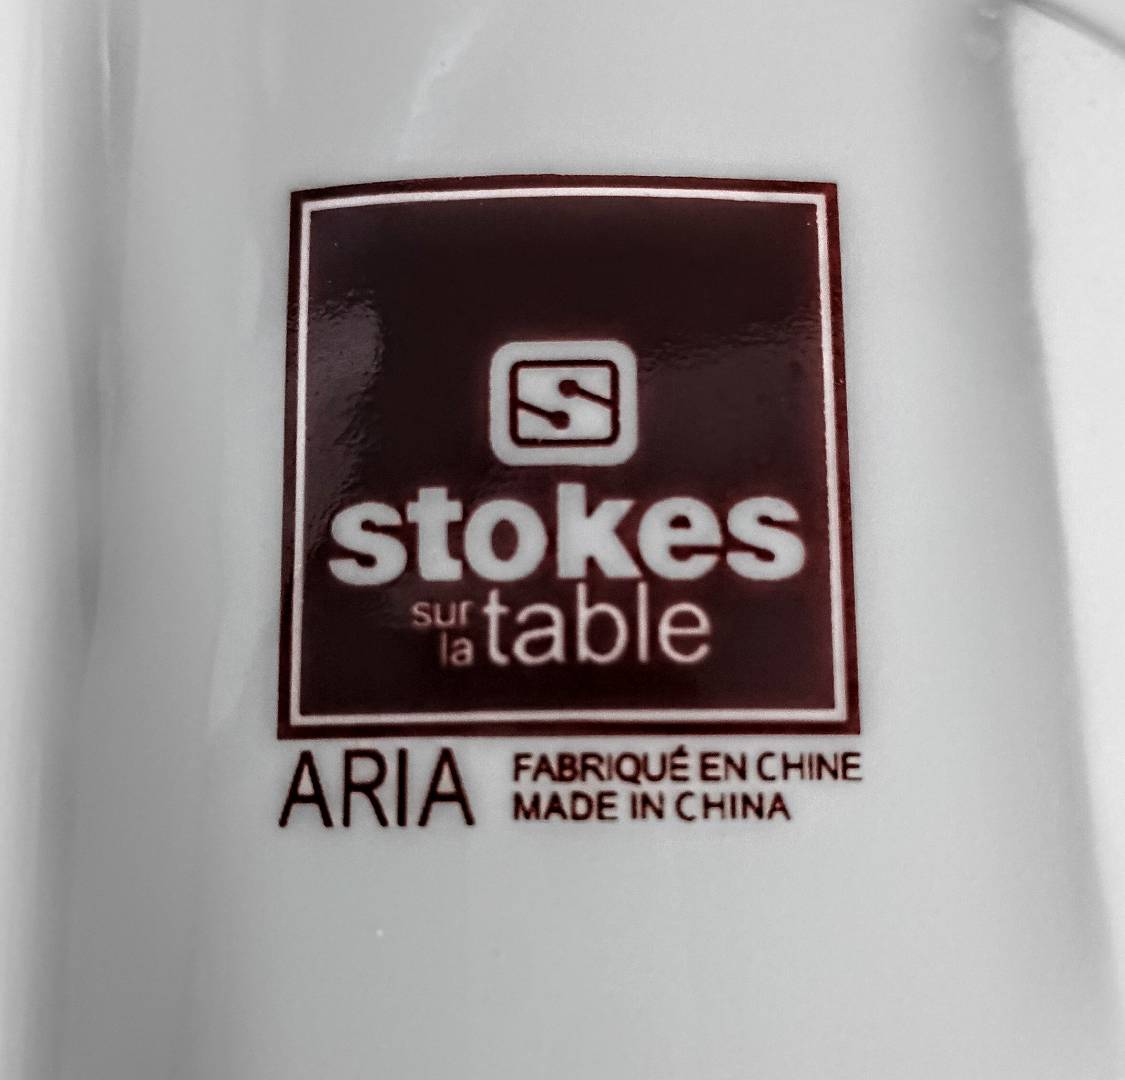 S
stokes
sur
la table
ARIA
FABRIQUÉ EN CHINE
MADE IN CHINA